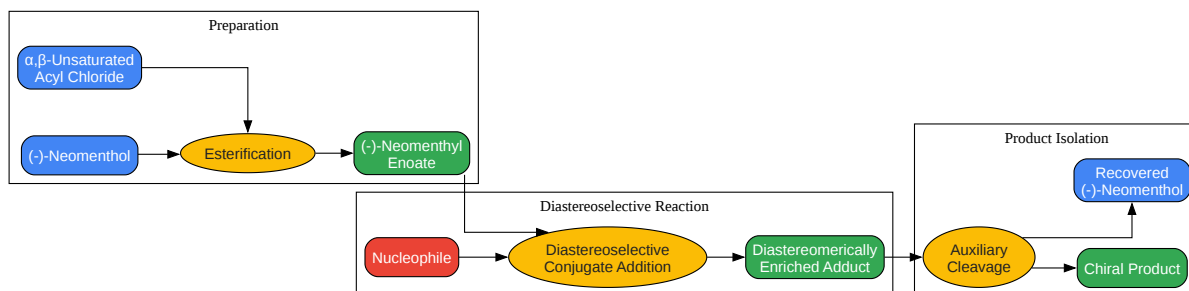 Preparation
α,β-Unsaturated
Acyl Chloride
(-)-Neomenthol
Esterification
(-)-Neomenthyl
Enoate
Diastereoselective Reaction
Nucleophile
Diastereoselective
Conjugate Addition
Diastereomerically
Enriched Adduct
Product Isolation
Recovered
(-)-Neomenthol
Auxiliary
Cleavage
Chiral Product